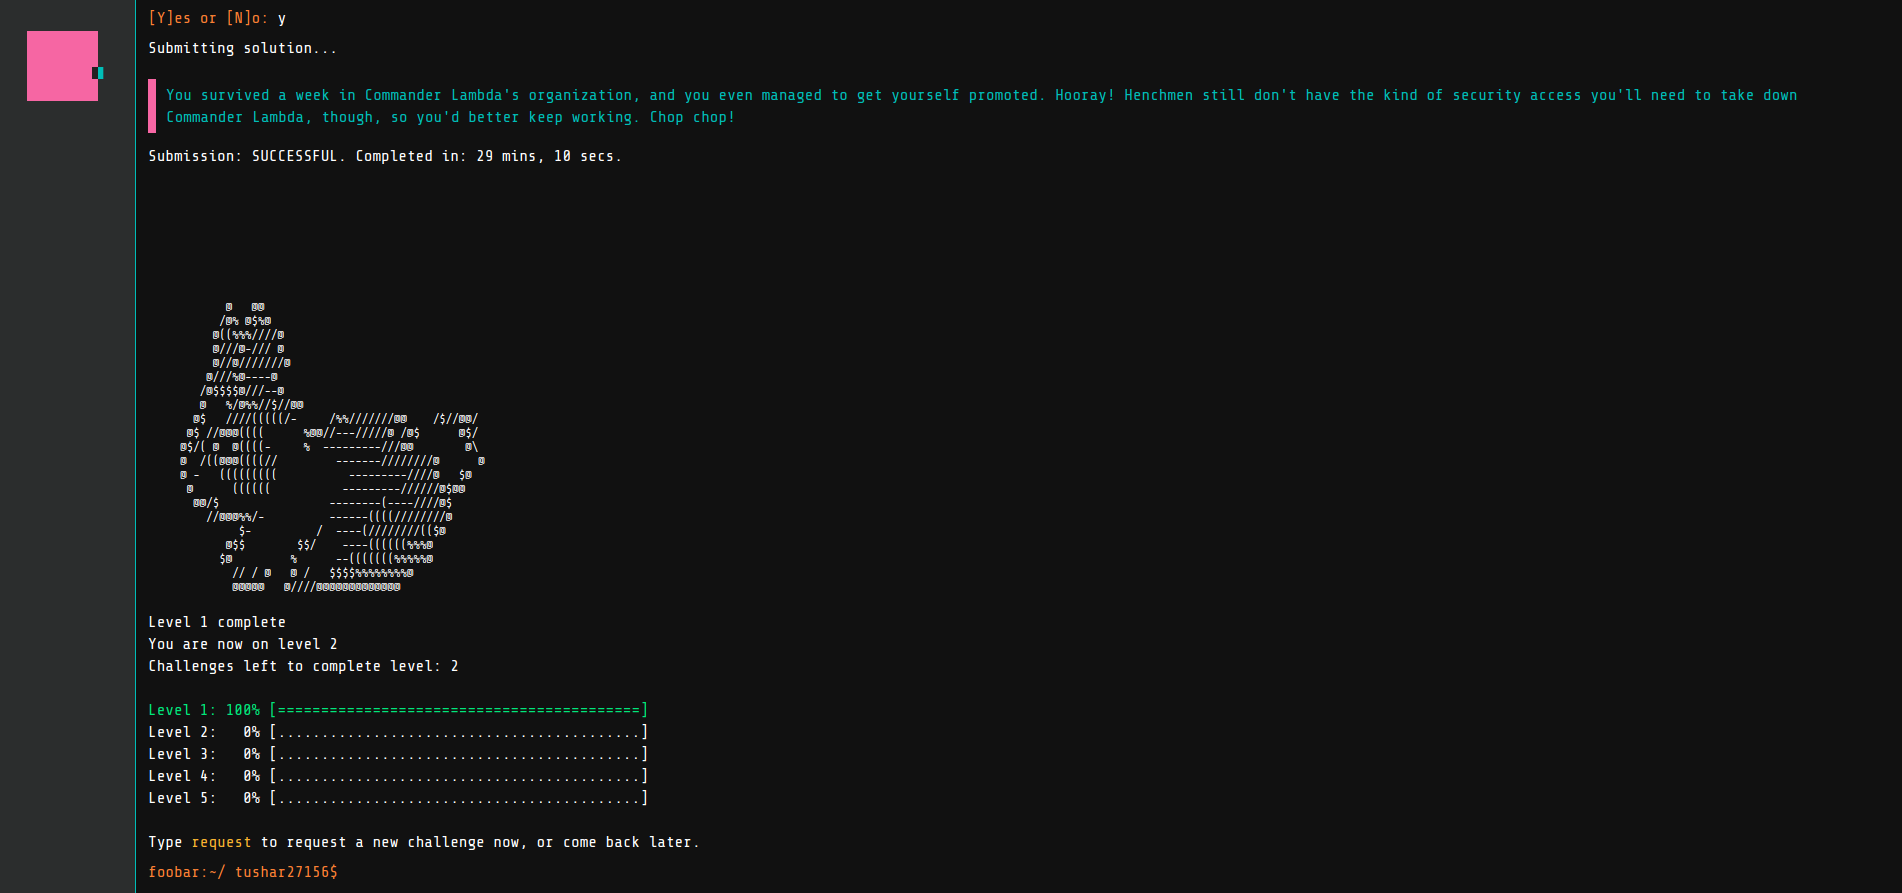 [Y]es or [N]o: y
Submitting solution...
You survived a week in Commander Lambda's organization, and you even managed to get yourself promoted. Hooray! Henchmen still don't have the kind of security access you'll need to take down
Commander Lambda, though, so you'd better keep working. Chop chop!
Submission: SUCCESSFUL. Completed in: 29 mins, 10 secs.
Level 1 complete
You are now on level 2
Challenges left to complete level: 2
Level 1: 100% [==========================================]
Level 2:   0% [..........................................]
Level 3:   0% [..........................................]
Level 4:   0% [..........................................]
Level 5:   0% [..........................................]
Type request to request a new challenge now, or come back later.
foobar:~/ tushar27156$